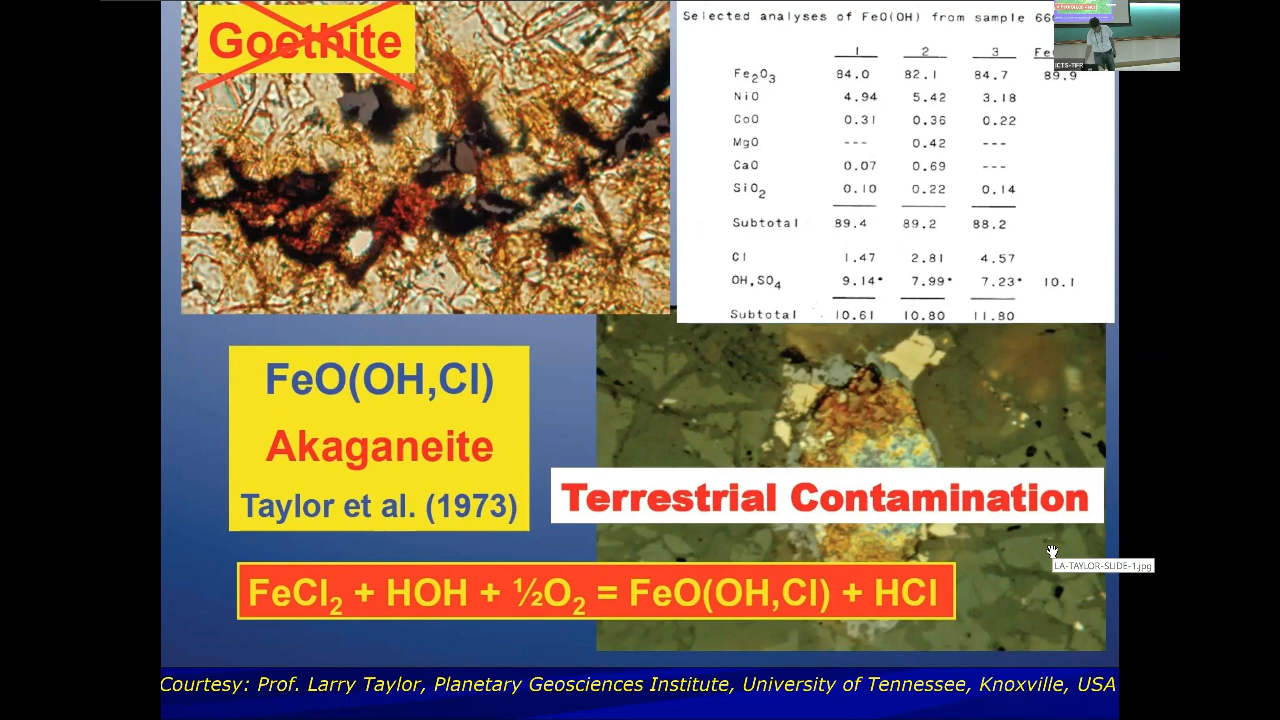 Goethite
Selected analyses of FeO(OH) from sample 66
1 2 3
Fe2O3 84.0 82.1 84.7 89.9
NiO 4.94 5.42 3.18
CoO 0.31 0.36 0.22
MgO --- 0.42 ---
CaO 0.07 0.69 ---
SiO2 0.10 0.22 0.14
Subtotal 89.4 89.2 88.2
Cl 1.47 2.81 4.57
OH,SO4 9.14* 7.99* 7.23* 10.1
Subtotal 10.61 10.80 11.80
ICTS-TIFR
FeO(OH,Cl)
Akaganeite
Taylor et al. (1973)
Terrestrial Contamination
LA-TAYLOR-SLIDE-1.jpg
FeCl2 + HOH + ½O2 = FeO(OH,Cl) + HCl
Courtesy: Prof. Larry Taylor, Planetary Geosciences Institute, University of Tennessee, Knoxville, USA